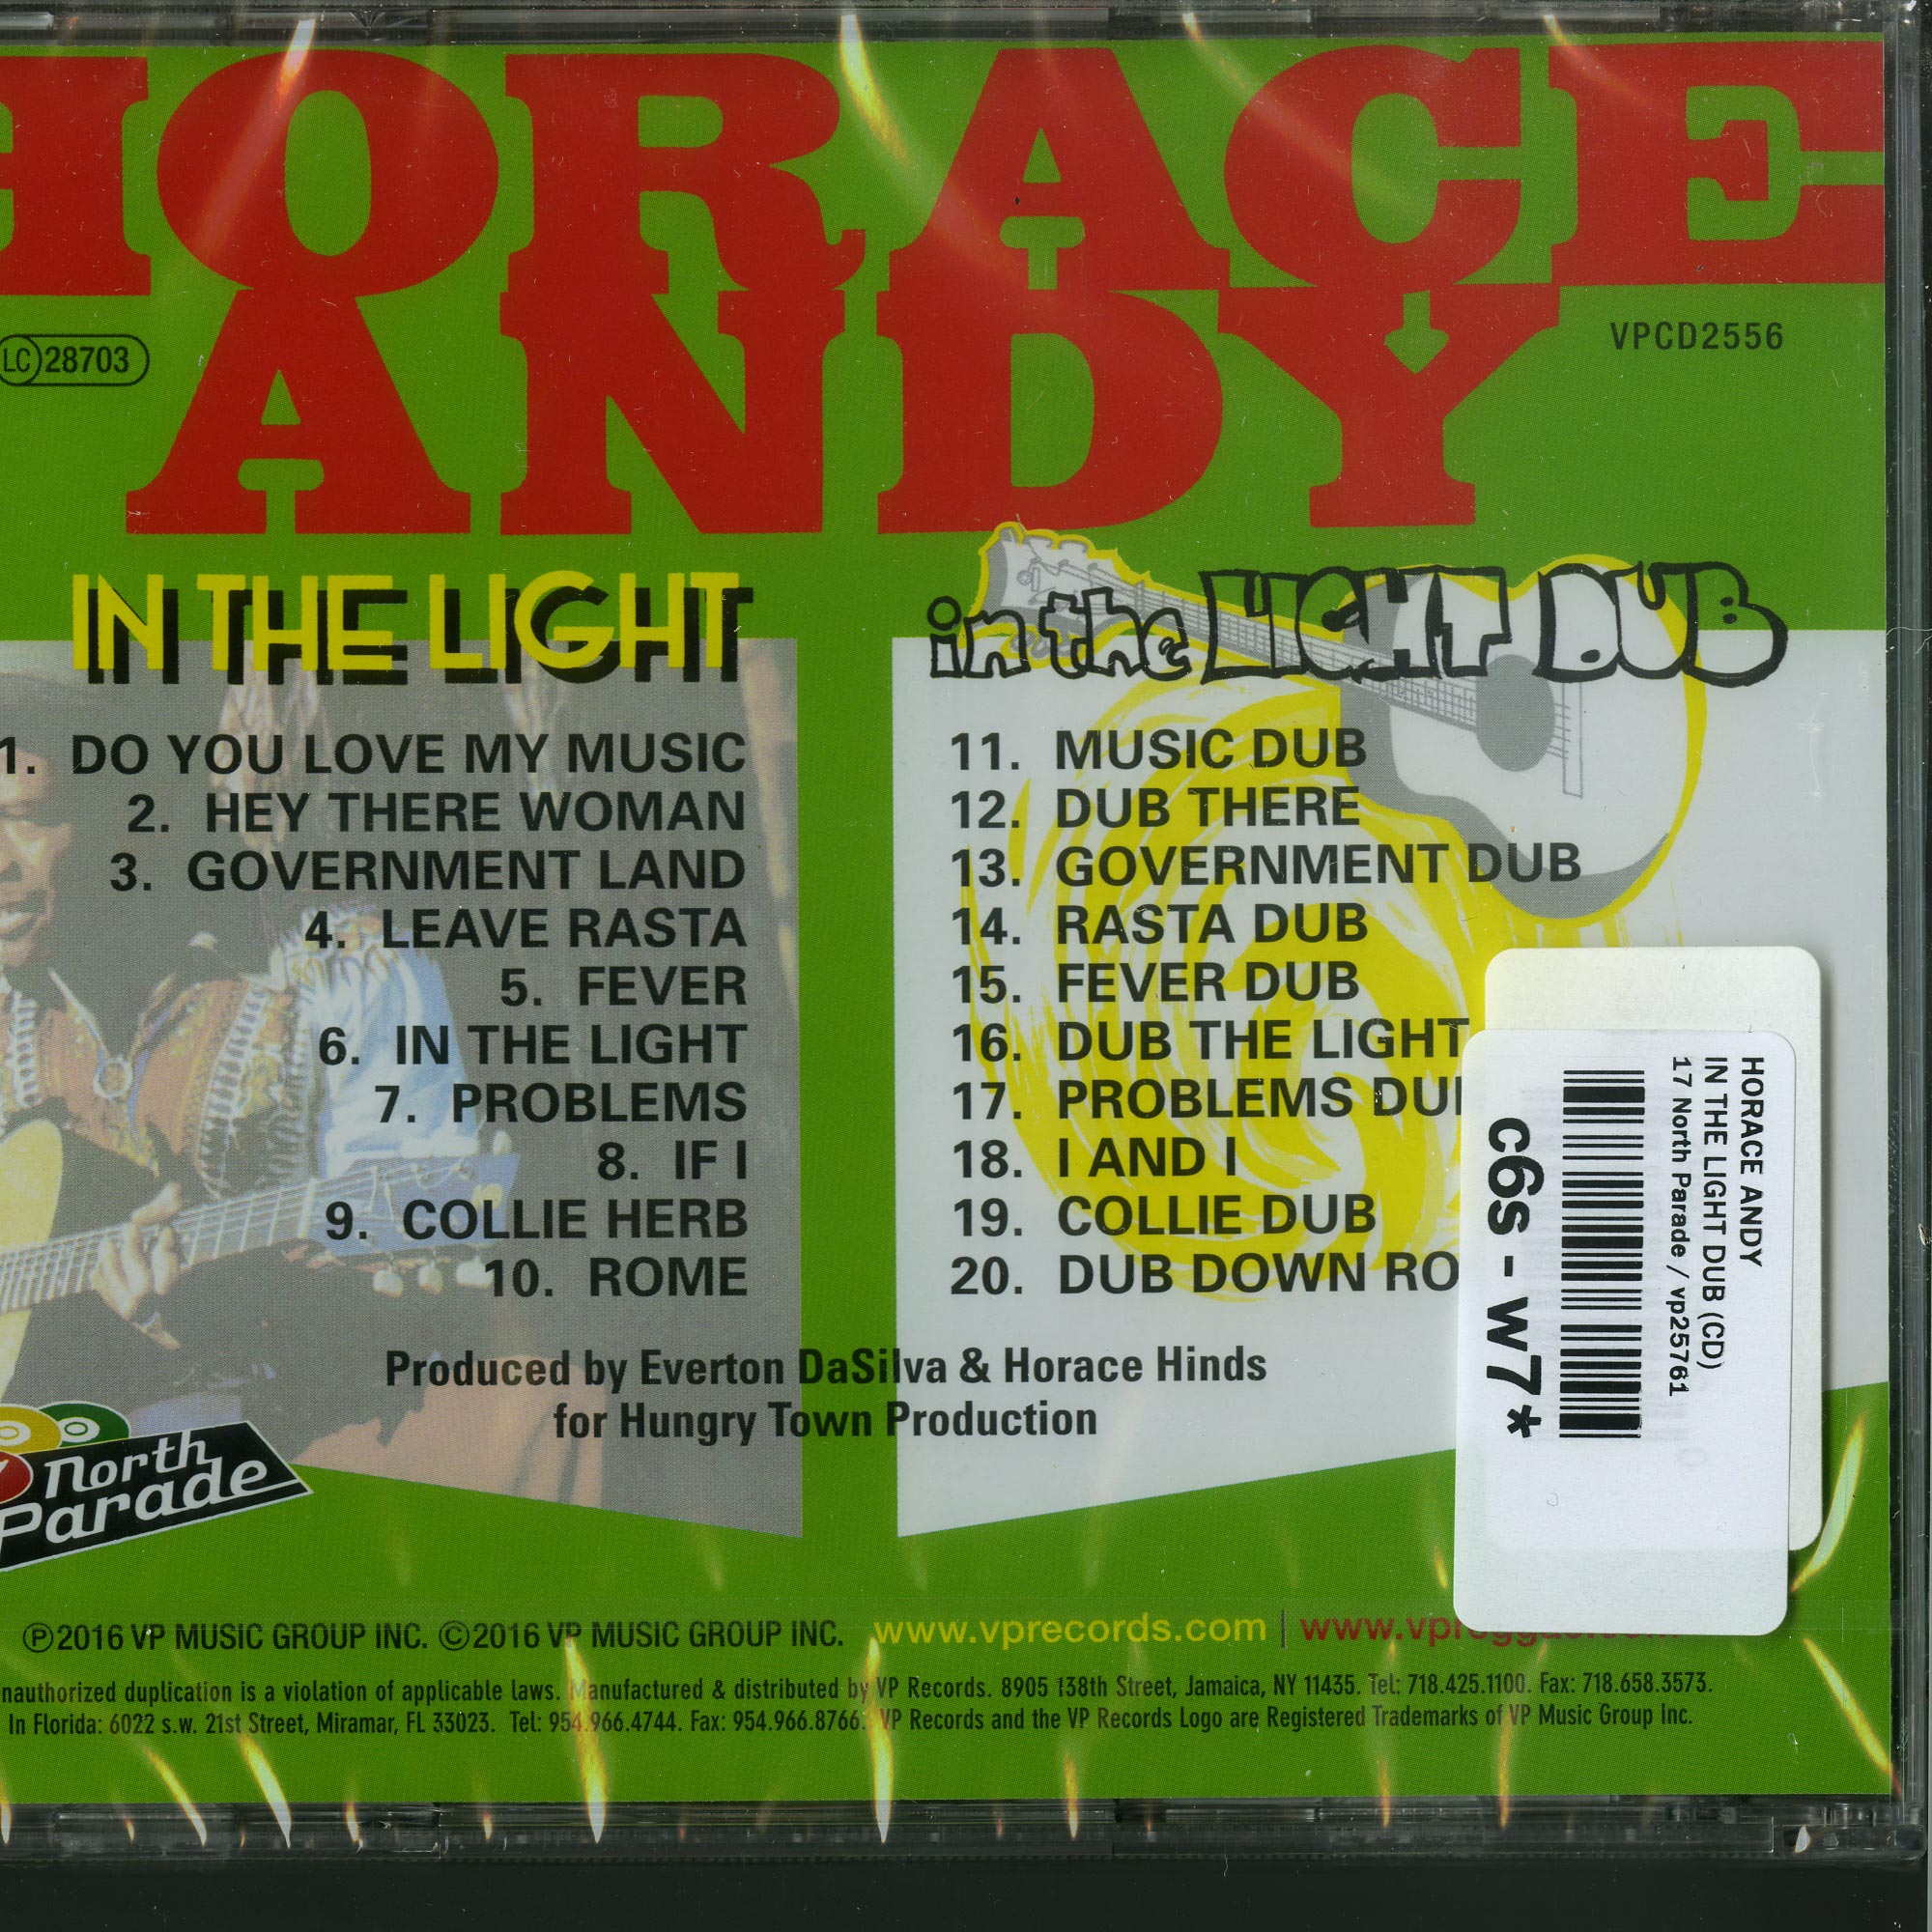 HORACE
ANDY
LC 28703
VPCD2556
IN THE LIGHT
1. DO YOU LOVE MY MUSIC
2. HEY THERE WOMAN
3. GOVERNMENT LAND
4. LEAVE RASTA
5. FEVER
6. IN THE LIGHT
7. PROBLEMS
8. IF I
9. COLLIE HERB
10. ROME
in the LIGHT DUB
11. MUSIC DUB
12. DUB THERE
13. GOVERNMENT DUB
14. RASTA DUB
15. FEVER DUB
16. DUB THE LIGHT
17. PROBLEMS DU
18. I AND I
19. COLLIE DUB
20. DUB DOWN RO
Produced by Everton DaSilva & Horace Hinds
for Hungry Town Production
HORACE ANDY
IN THE LIGHT DUB (CD)
17 North Parade / vp25761
c6s - w7*
North
Parade
℗2016 VP MUSIC GROUP INC. ©2016 VP MUSIC GROUP INC. www.vprecords.com | www.vpreggae.com
nauthorized duplication is a violation of applicable laws. Manufactured & distributed by VP Records. 8905 138th Street, Jamaica, NY 11435. Tel: 718.425.1100. Fax: 718.658.3573.
In Florida: 6022 s.w. 21st Street, Miramar, FL 33023. Tel: 954.966.4744. Fax: 954.966.8766. VP Records and the VP Records Logo are Registered Trademarks of VP Music Group Inc.